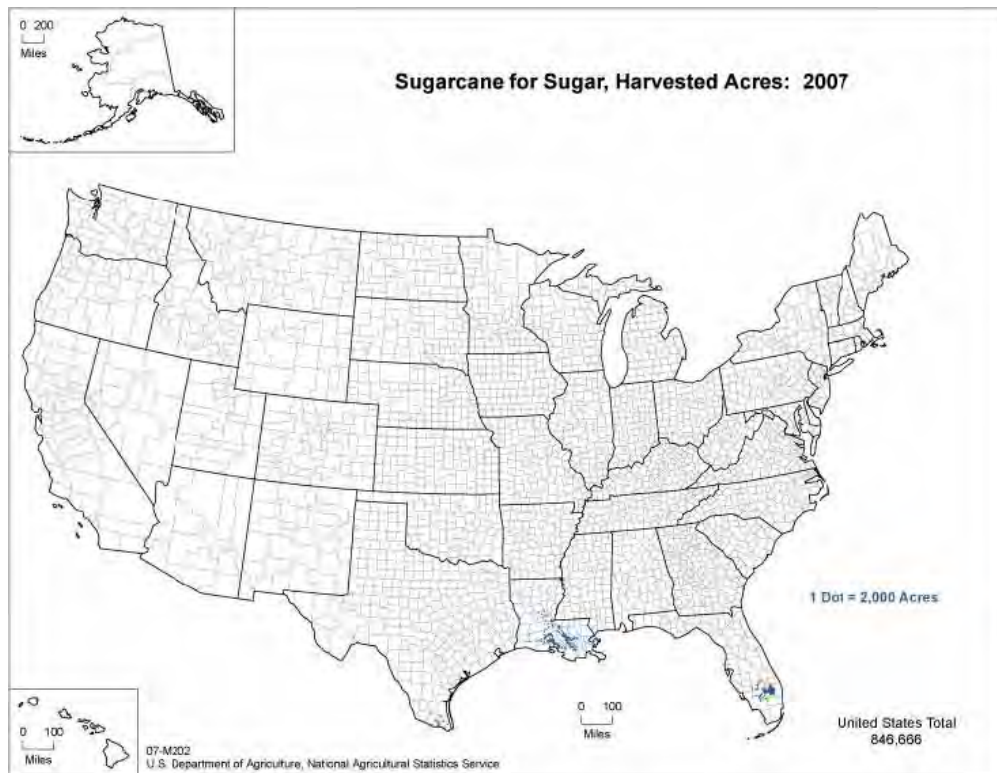 0 200
Miles
Sugarcane for Sugar, Harvested Acres: 2007
1 Dot = 2,000 Acres
0 100
Miles
0 100
Miles
United States Total
846,666
07-M202
U.S. Department of Agriculture, National Agricultural Statistics Service